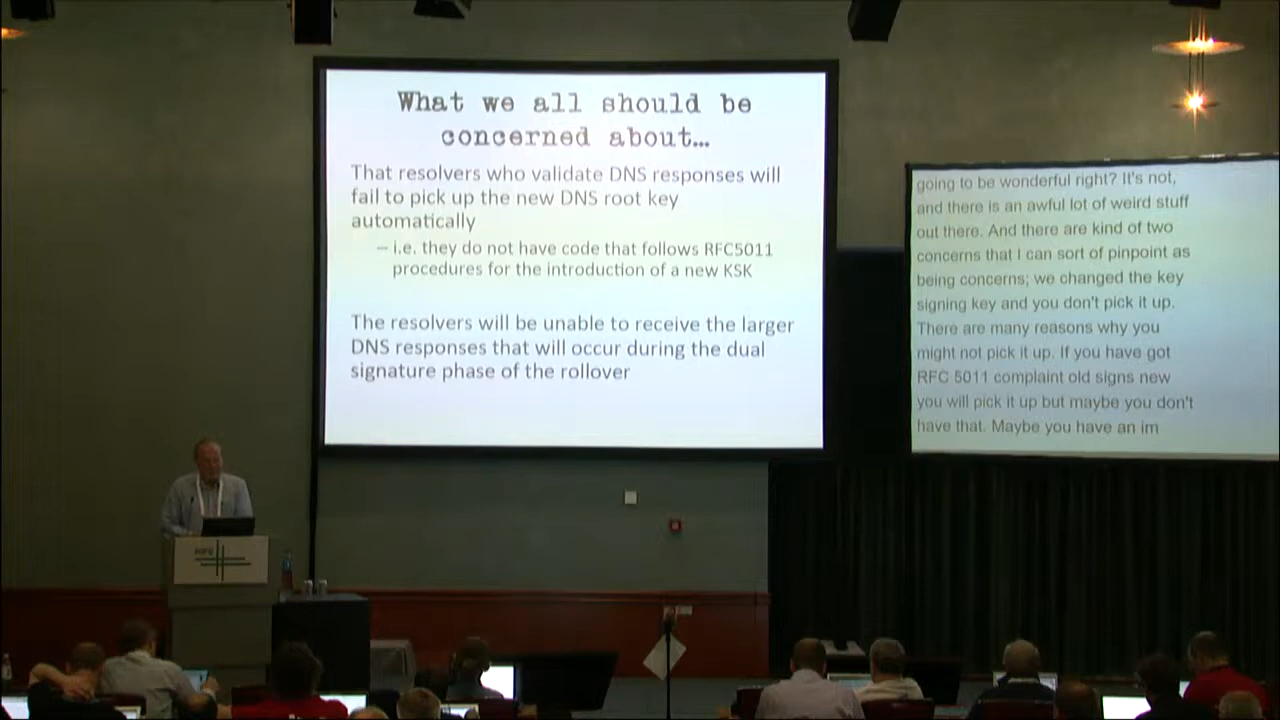 What we all should be
concerned about…
That resolvers who validate DNS responses will
fail to pick up the new DNS root key
automatically
– i.e. they do not have code that follows RFC5011
procedures for the introduction of a new KSK
The resolvers will be unable to receive the larger
DNS responses that will occur during the dual
signature phase of the rollover
going to be wonderful right? It's not,
and there is an awful lot of weird stuff
out there. And there are kind of two
concerns that I can sort of pinpoint as
being concerns; we changed the key
signing key and you don't pick it up.
There are many reasons why you
might not pick it up. If you have got
RFC 5011 complaint old signs new
you will pick it up but maybe you don't
have that. Maybe you have an im